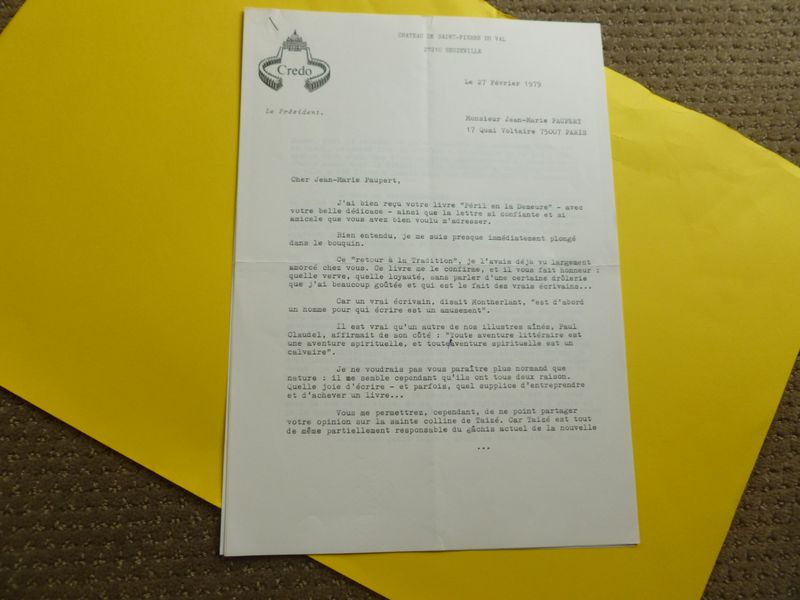 CHATEAU DE SAINT-PIERRE DU VAL
27210 BEUZEVILLE
Credo
Le 27 Février 1979
Le Président.
Monsieur Jean-Marie PAUPERT
17 Quai Voltaire 75007 PARIS
Cher Jean-Marie Paupert,
J'ai bien reçu votre livre "Péril en la Demeure" - avec
votre belle dédicace - ainsi que la lettre si confiante et si
amicale que vous avez bien voulu m'adresser.
Bien entendu, je me suis presque immédiatement plongé
dans le bouquin.
Ce "retour à la Tradition", je l'avais déjà vu largement
amorcé chez vous. Ce livre me le confirme, et il vous fait honneur :
quelle verve, quelle loyauté, sans parler d'une certaine drôlerie
que j'ai beaucoup goûtée et qui est le fait des vrais écrivains...
Car un vrai écrivain, disait Montherlant, "est d'abord
un homme pour qui écrire est un amusement".
Il est vrai qu'un autre de nos illustres aînés, Paul
Claudel, affirmait de son côté : "Toute aventure littéraire est
une aventure spirituelle, et toute aventure spirituelle est un
calvaire".
Je ne voudrais pas vous paraître plus normand que
nature : il me semble cependant qu'ils ont tous deux raison.
Quelle joie d'écrire - et parfois, quel supplice d'entreprendre
et d'achever un livre...
Vous me permettrez, cependant, de ne point partager
votre opinion sur la sainte colline de Taizé. Car Taizé est tout
de même partiellement responsable du gâchis actuel de la nouvelle
...